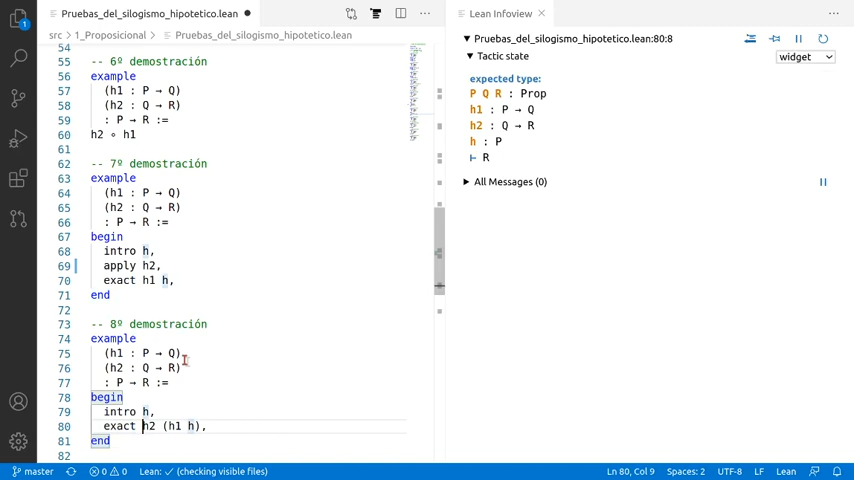 Pruebas_del_silogismo_hipotetico.lean
src > 1_Proposicional > Pruebas_del_silogismo_hipotetico.lean
54
55 -- 6º demostración
56 example
57 (h1 : P → Q)
58 (h2 : Q → R)
59 : P → R :=
60 h2 ∘ h1
61
62 -- 7º demostración
63 example
64 (h1 : P → Q)
65 (h2 : Q → R)
66 : P → R :=
67 begin
68 intro h,
69 apply h2,
70 exact h1 h,
71 end
72
73 -- 8º demostración
74 example
75 (h1 : P → Q)
76 (h2 : Q → R)
77 : P → R :=
78 begin
79 intro h,
80 exact h2 (h1 h),
81 end
82
Lean Infoview
Pruebas_del_silogismo_hipotetico.lean:80:8
Tactic state
widget
expected type:
P Q R : Prop
h1 : P → Q
h2 : Q → R
h : P
⊢ R
All Messages (0)
1
master 0 0 Lean: ✓ (checking visible files) Ln 80, Col 9 Spaces: 2 UTF-8 LF Lean